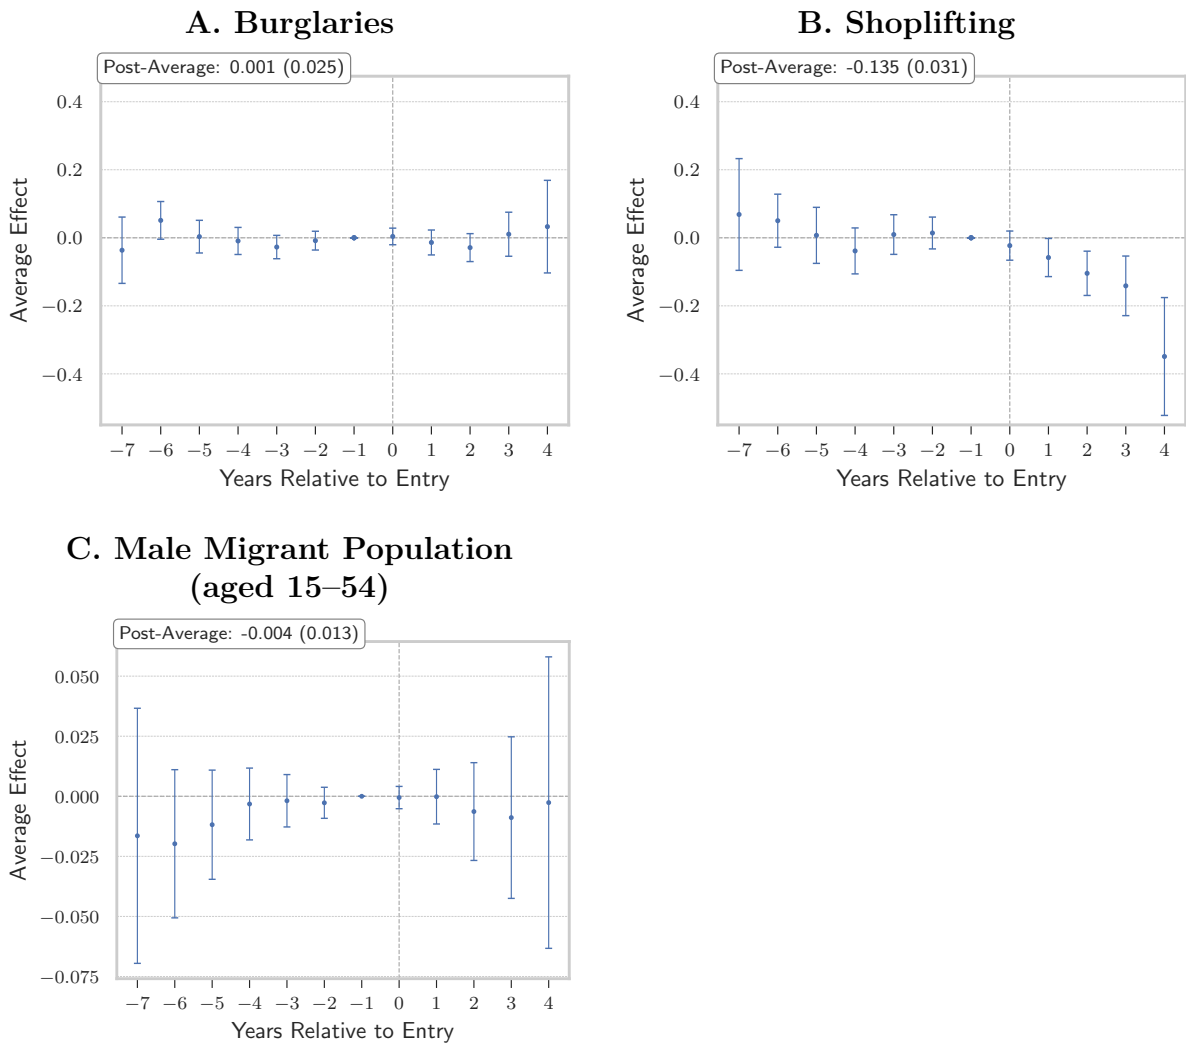 A. Burglaries
Post-Average: 0.001 (0.025)
0.4
0.2
0.0
−0.2
−0.4
Average Effect
−7 −6 −5 −4 −3 −2 −1 0 1 2 3 4
Years Relative to Entry
B. Shoplifting
Post-Average: -0.135 (0.031)
0.4
0.2
0.0
−0.2
−0.4
Average Effect
−7 −6 −5 −4 −3 −2 −1 0 1 2 3 4
Years Relative to Entry
C. Male Migrant Population
(aged 15–54)
Post-Average: -0.004 (0.013)
0.050
0.025
0.000
−0.025
−0.050
−0.075
Average Effect
−7 −6 −5 −4 −3 −2 −1 0 1 2 3 4
Years Relative to Entry